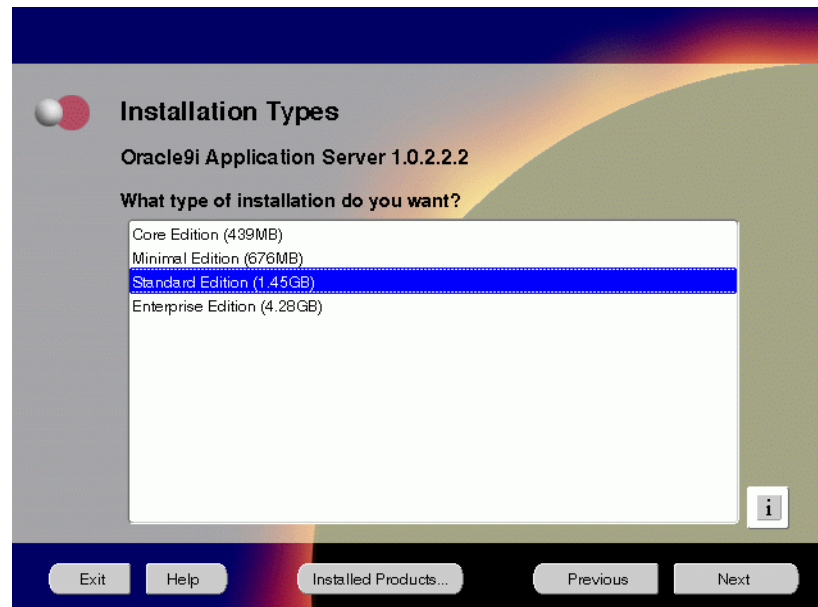 Installation Types
Oracle9i Application Server 1.0.2.2.2
What type of installation do you want?
Core Edition (439MB)
Minimal Edition (676MB)
Standard Edition (1.45GB)
Enterprise Edition (4.28GB)
i
Exit Help Installed Products... Previous Next